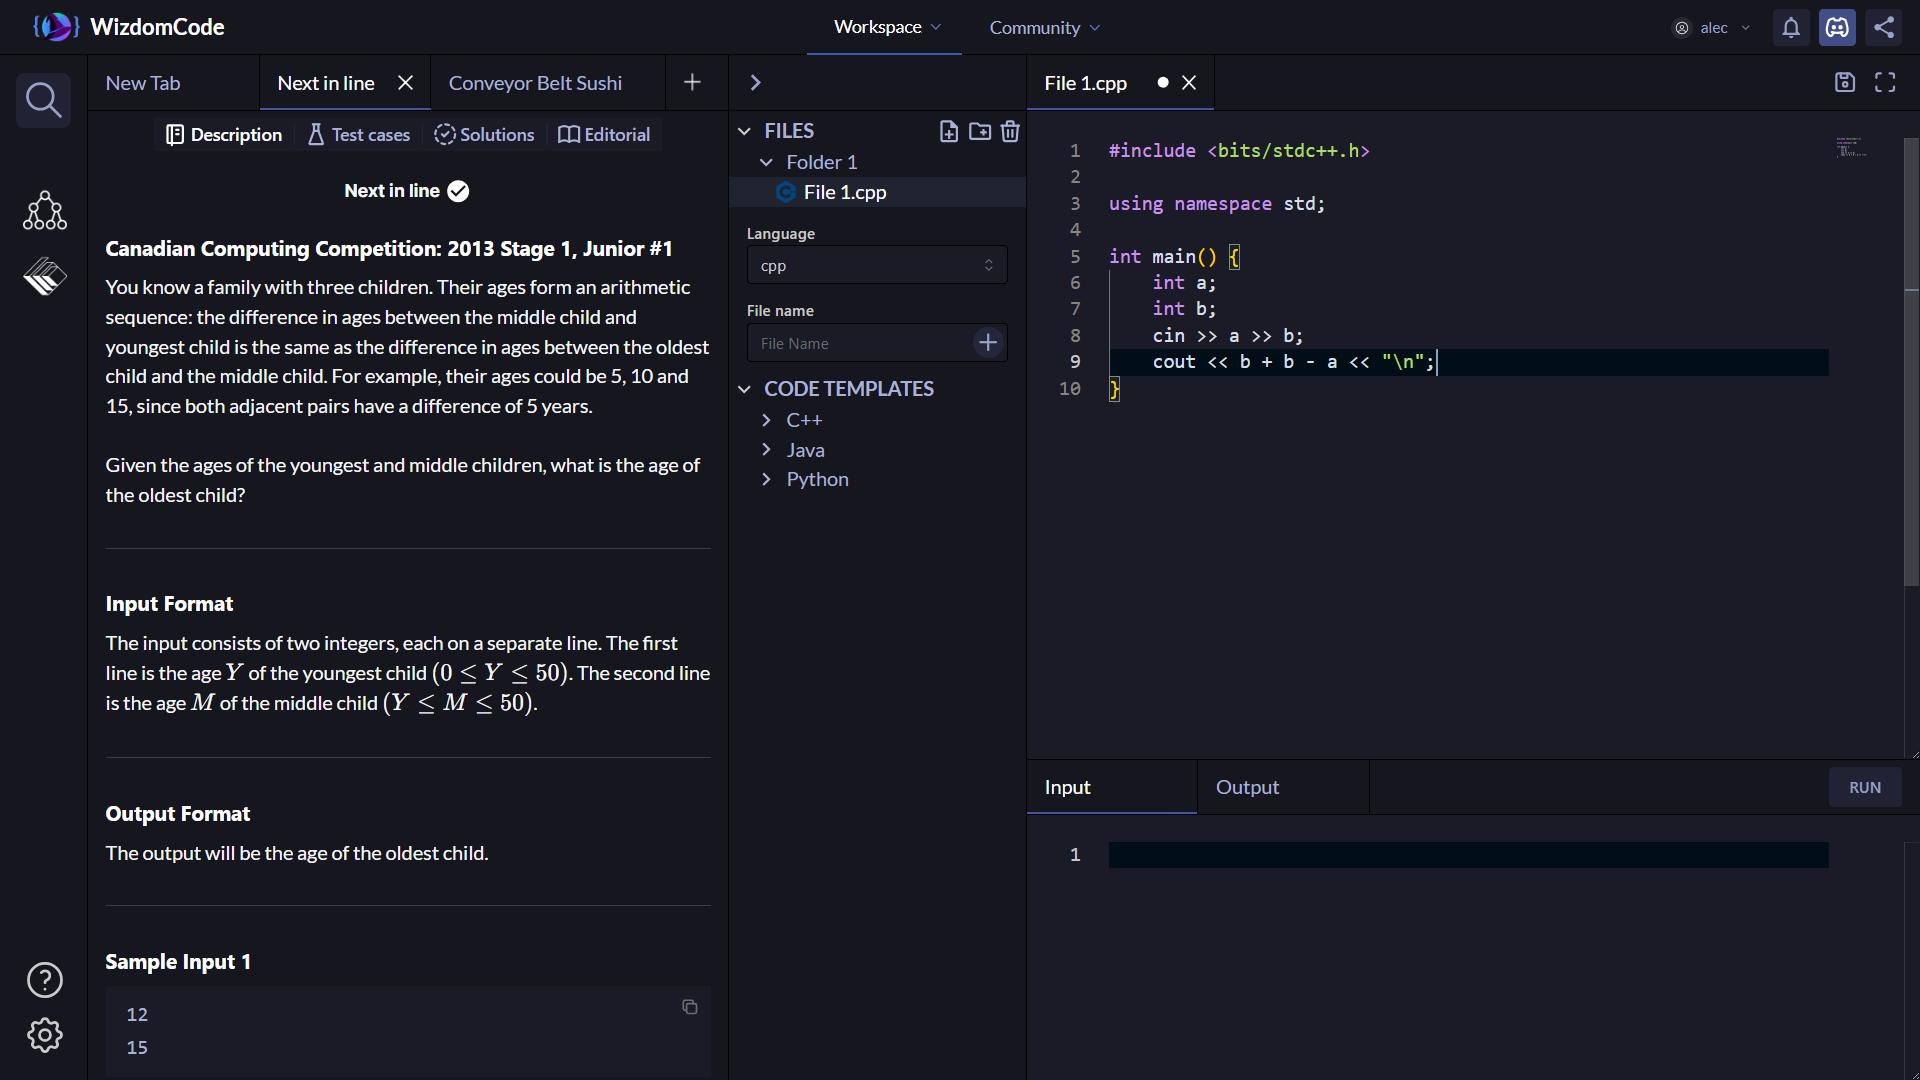 WizdomCode
Workspace
Community
alec
New Tab
Next in line
Conveyor Belt Sushi
Description
Test cases
Solutions
Editorial
Next in line
Canadian Computing Competition: 2013 Stage 1, Junior #1
You know a family with three children. Their ages form an arithmetic
sequence: the difference in ages between the middle child and
youngest child is the same as the difference in ages between the oldest
child and the middle child. For example, their ages could be 5, 10 and
15, since both adjacent pairs have a difference of 5 years.
Given the ages of the youngest and middle children, what is the age of
the oldest child?
Input Format
The input consists of two integers, each on a separate line. The first
line is the age Y of the youngest child (0 ≤ Y ≤ 50). The second line
is the age M of the middle child (Y ≤ M ≤ 50).
Output Format
The output will be the age of the oldest child.
Sample Input 1
12
15
FILES
Folder 1
File 1.cpp
Language
cpp
File name
File Name
CODE TEMPLATES
C++
Java
Python
File 1.cpp
1 #include <bits/stdc++.h>
2
3 using namespace std;
4
5 int main() {
6 int a;
7 int b;
8 cin >> a >> b;
9 cout << b + b - a << "\n";
10 }
Input
Output
RUN
1